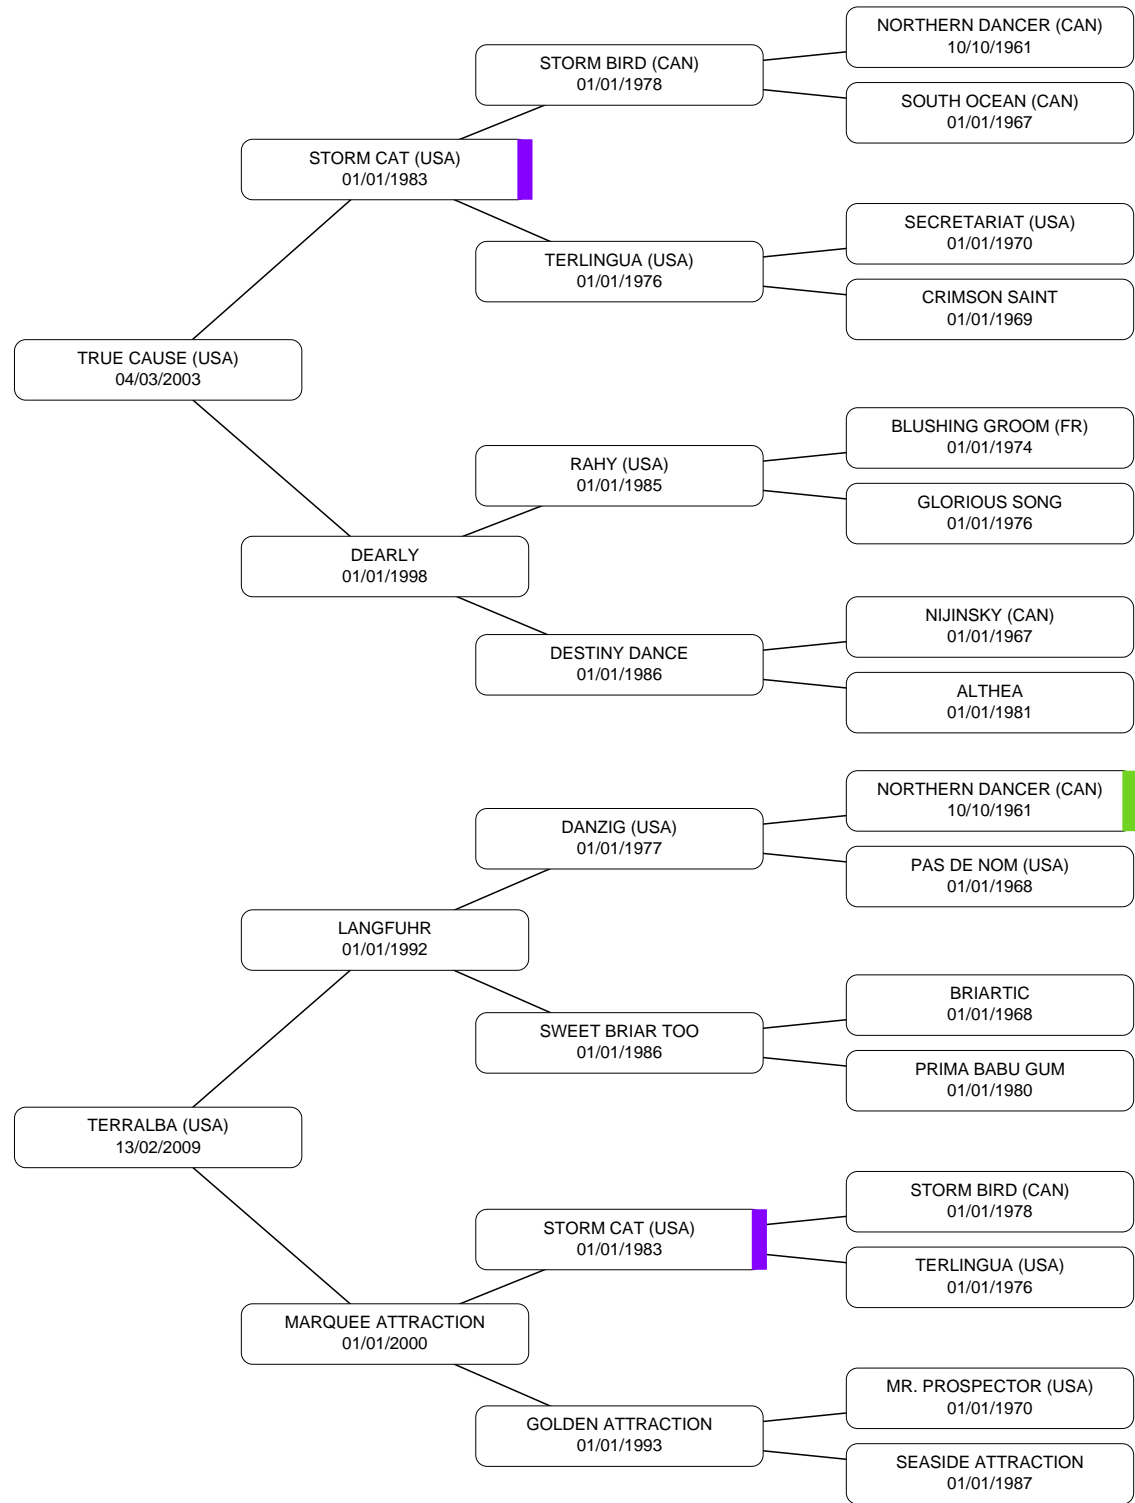 NORTHERN DANCER (CAN)
10/10/1961
STORM BIRD (CAN)
01/01/1978
SOUTH OCEAN (CAN)
01/01/1967
STORM CAT (USA)
01/01/1983
SECRETARIAT (USA)
01/01/1970
TERLINGUA (USA)
01/01/1976
CRIMSON SAINT
01/01/1969
TRUE CAUSE (USA)
04/03/2003
BLUSHING GROOM (FR)
01/01/1974
RAHY (USA)
01/01/1985
GLORIOUS SONG
01/01/1976
DEARLY
01/01/1998
NIJINSKY (CAN)
01/01/1967
DESTINY DANCE
01/01/1986
ALTHEA
01/01/1981
NORTHERN DANCER (CAN)
10/10/1961
DANZIG (USA)
01/01/1977
PAS DE NOM (USA)
01/01/1968
LANGFUHR
01/01/1992
BRIARTIC
01/01/1968
SWEET BRIAR TOO
01/01/1986
PRIMA BABU GUM
01/01/1980
TERRALBA (USA)
13/02/2009
STORM BIRD (CAN)
01/01/1978
STORM CAT (USA)
01/01/1983
TERLINGUA (USA)
01/01/1976
MARQUEE ATTRACTION
01/01/2000
MR. PROSPECTOR (USA)
01/01/1970
GOLDEN ATTRACTION
01/01/1993
SEASIDE ATTRACTION
01/01/1987